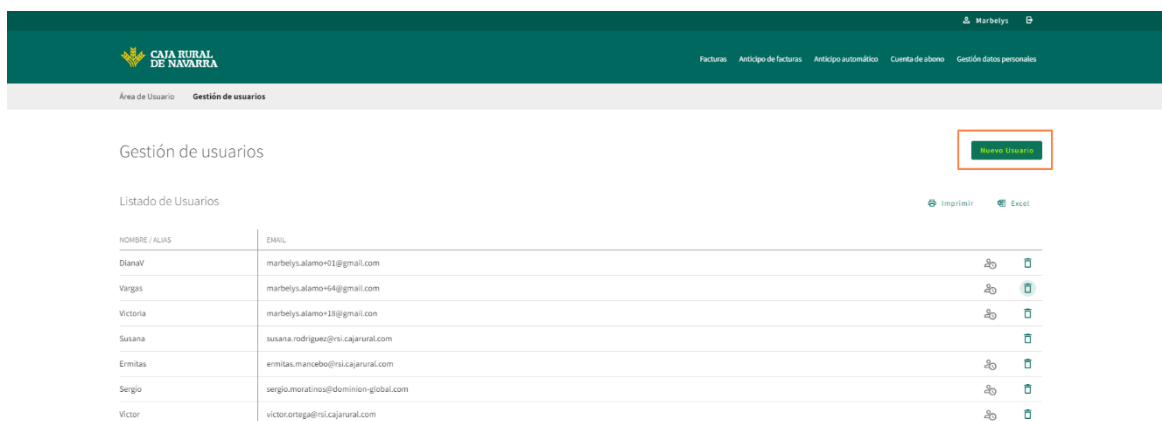 Marbelys
CAJA RURAL
DE NAVARRA
Facturas Anticipo de facturas Anticipo automático Cuenta de abono Gestión datos personales
Área de Usuario Gestión de usuarios
Gestión de usuarios
Nuevo Usuario
Listado de Usuarios
Imprimir Excel
NOMBRE / ALIAS EMAIL
DianaV marbelys.alamo+01@gmail.com
Vargas marbelys.alamo+64@gmail.com
Victoria marbelys.alamo+18@gmail.con
Susana susana.rodriguez@rsi.cajarural.com
Ermitas ermitas.mancebo@rsi.cajarural.com
Sergio sergio.moratinos@dominion-global.com
Victor victor.ortega@rsi.cajarural.com